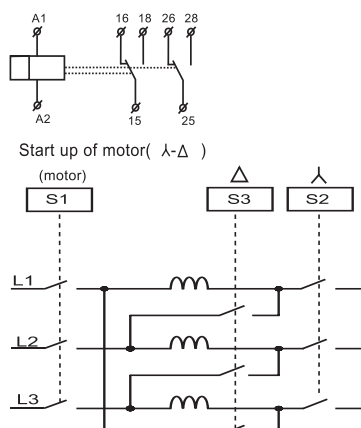 A1 16 18 26 28
A2 15 25
Start up of motor( ⅄-Δ )
(motor) Δ ⅄
S1 S3 S2
L1
L2
L3